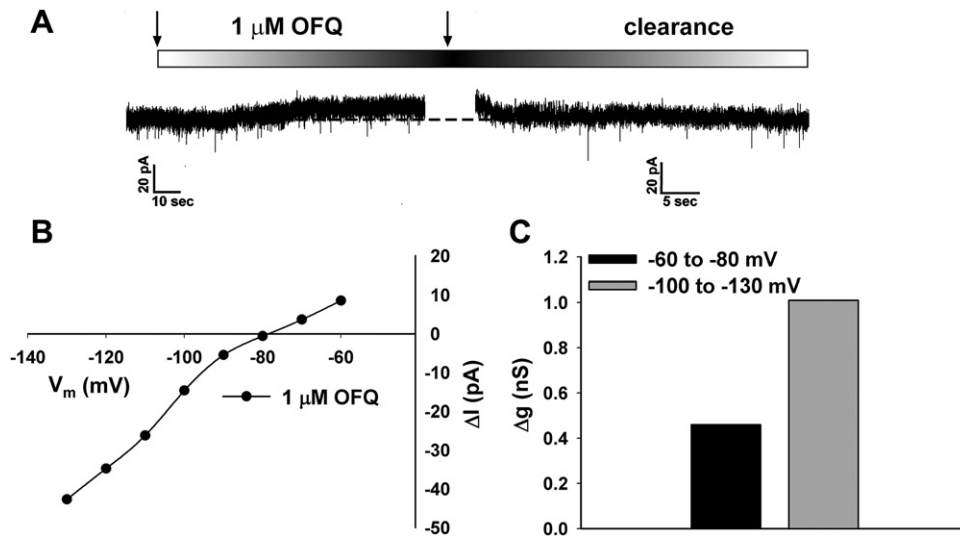 A
1 μM OFQ
clearance
20 pA
10 sec
20 pA
5 sec
B
20
10
0
-10
-20
-30
-40
-50
-140
-120
-100
-80
-60
Vm (mV)
1 μM OFQ
ΔI (pA)
C
-60 to -80 mV
-100 to -130 mV
1.2
1.0
0.8
0.6
0.4
0.2
0.0
Δg (nS)